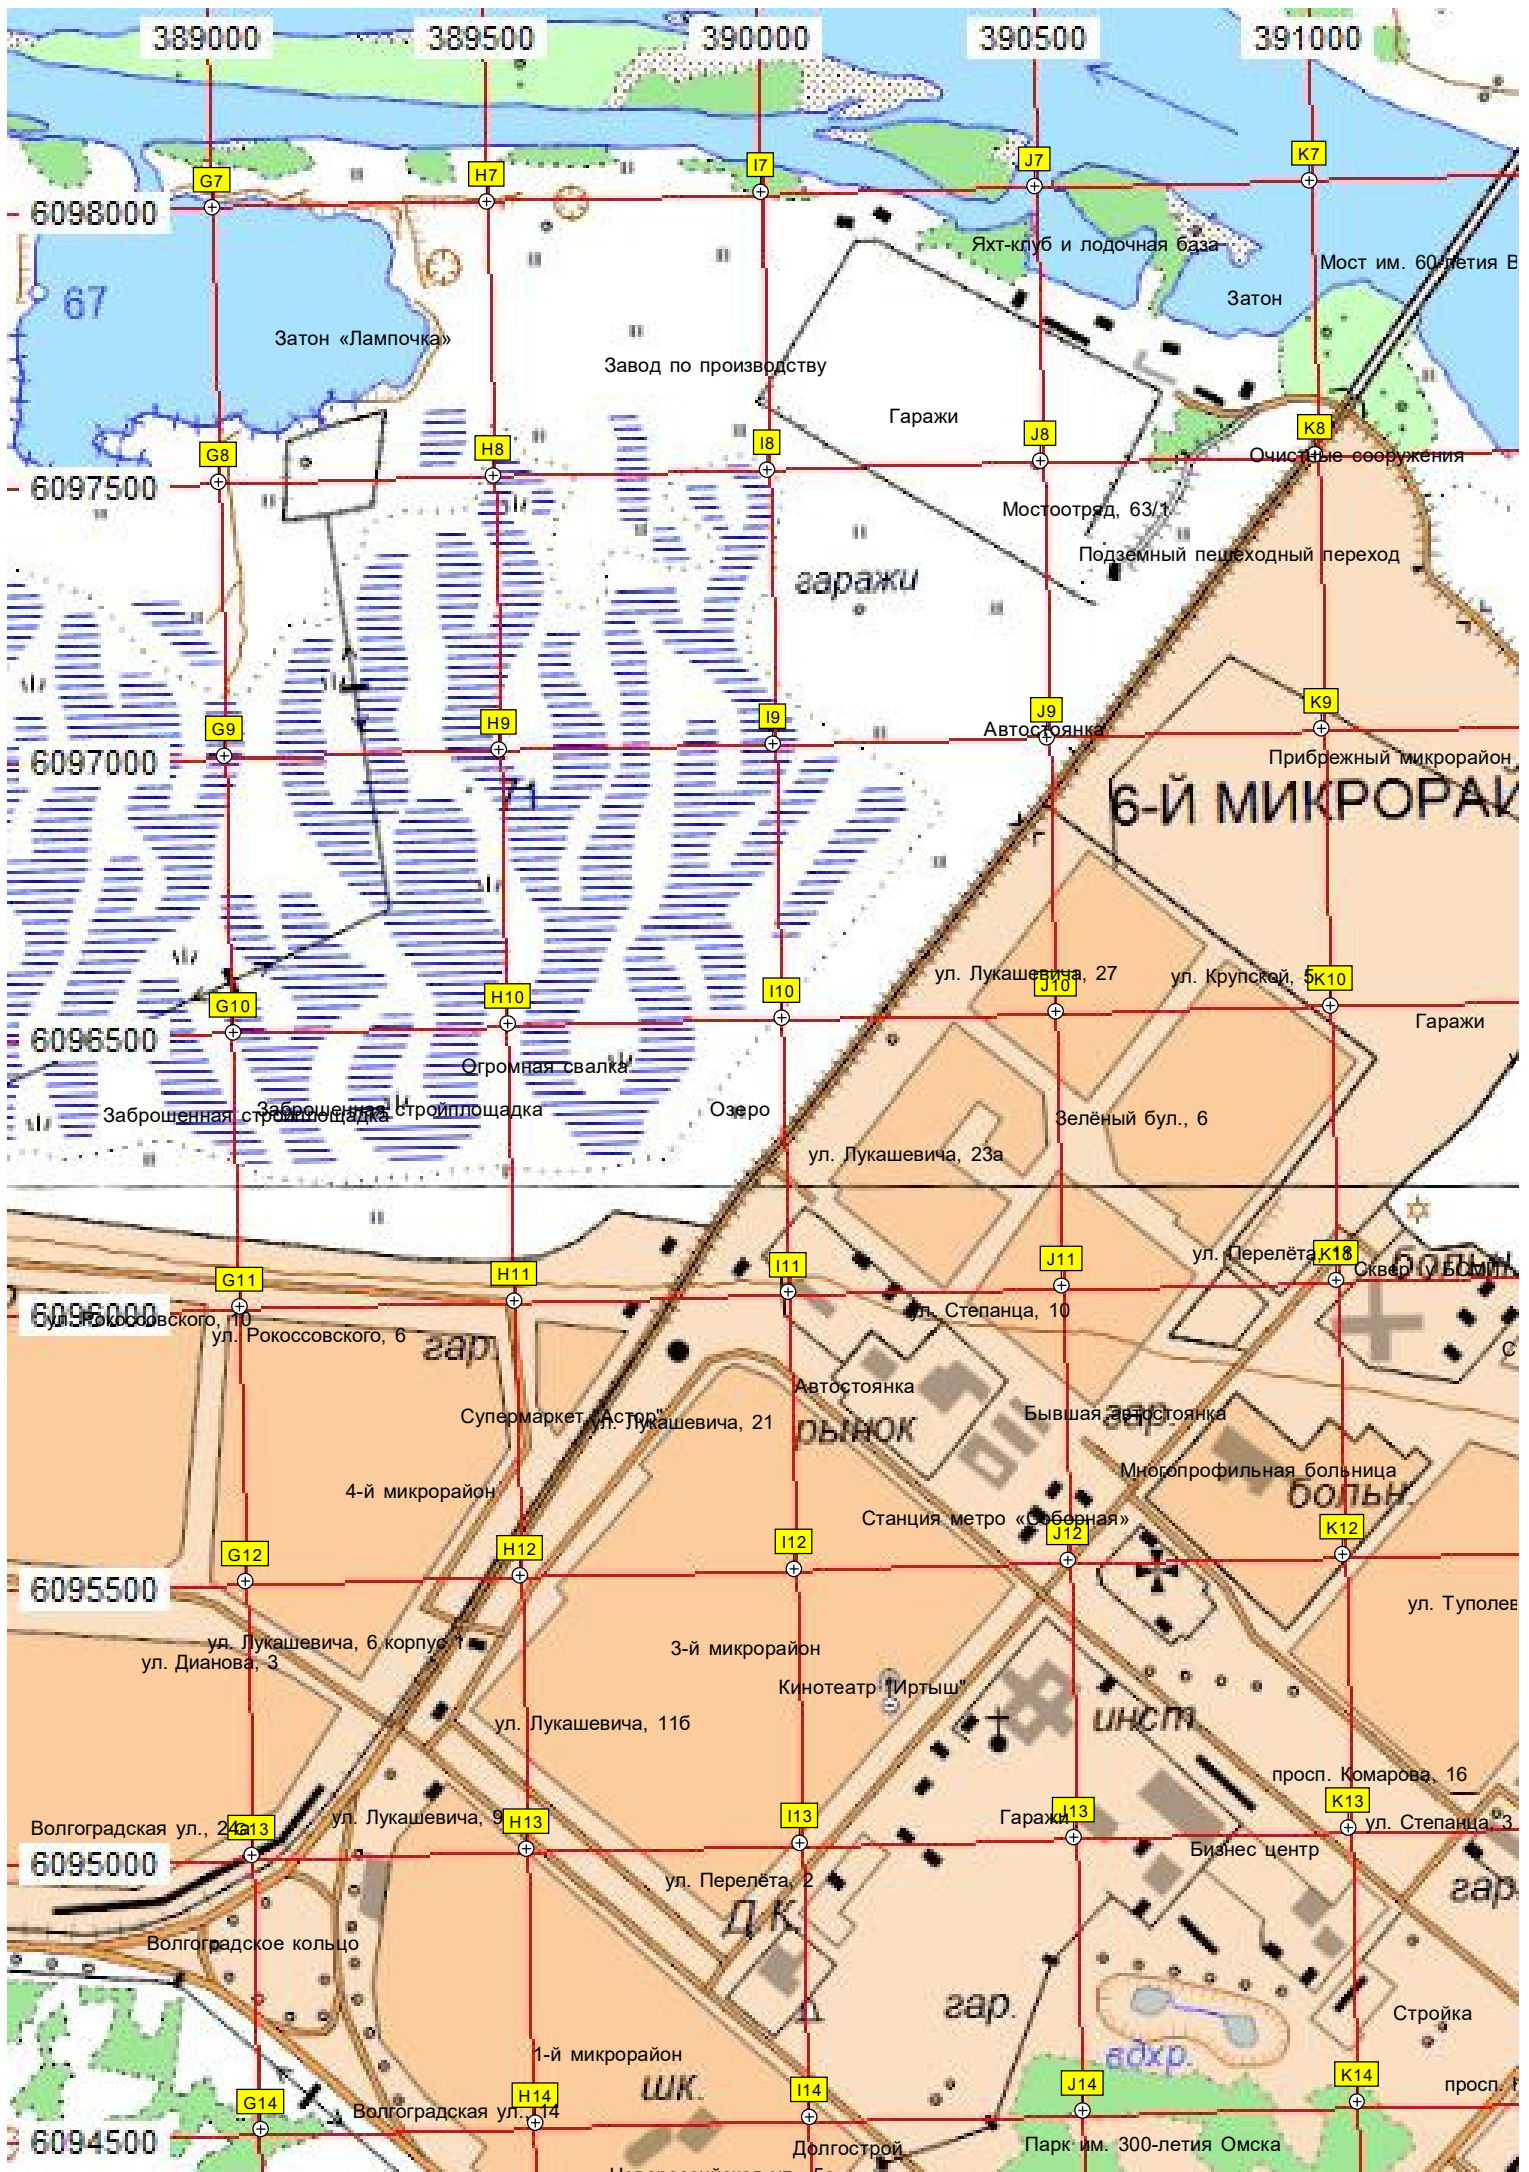 389000 389500 390000 390500 391000
G7 H7 I7 J7 K7
6098000
Яхт-клуб и лодочная база
Мост им. 60-летия В
67
Затон
Затон «Лампочка»
Завод по производству
Гаражи
G8 H8 I8 J8 K8
Очистные сооружения
6097500
Мостоотряд, 63/1
Подземный пешеходный переход
гаражи
G9 H9 I9 J9 K9
Автостоянка
6097000
Прибрежный микрорайон
71
6-Й МИКРОРАЙ
ул. Лукашевича, 27
ул. Крупской, 5
G10 H10 I10 J10 K10
Гаражи
6096500
Огромная свалка
Заброшенная стройплощадка
Заброшенная стройплощадка
Озеро
Зелёный бул., 6
ул. Лукашевича, 23а
G11 H11 I11 J11 K11
ул. Перелёта, 18
больн.
Сквер у БСМП
6096000
ул. Рокоссовского, 10
ул. Рокоссовского, 6
ул. Степанца, 10
гар.
С
Автостоянка
Супермаркет "Астор"
ул. Лукашевича, 21
рынок
Бывшая автостоянка
гар.
Многопрофильная больница
больн.
4-й микрорайон
Станция метро «Соборная»
G12 H12 I12 J12 K12
6095500
ул. Туполев
ул. Лукашевича, 6 корпус 1
ул. Дианова, 3
3-й микрорайон
Кинотеатр "Иртыш"
ул. Лукашевича, 11б
инст.
просп. Комарова, 16
Волгоградская ул., 24а
ул. Лукашевича, 9
Гаражи
ул. Степанца, 3
G13 H13 I13 J13 K13
Бизнес центр
6095000
ул. Перелёта, 2
гар.
Д.К.
Волгоградское кольцо
гар.
Стройка
вдхр.
1-й микрорайон
шк.
просп. К
G14 H14 I14 J14 K14
Волгоградская ул., 14
6094500
Долгострой
Парк им. 300-летия Омска